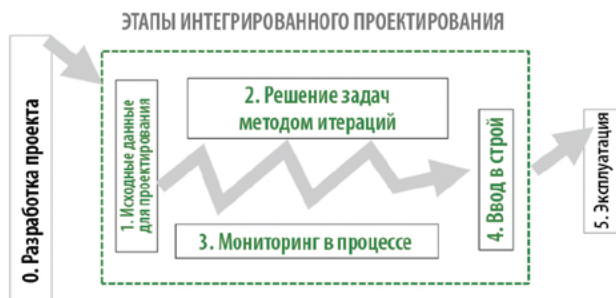 ЭТАПЫ ИНТЕГРИРОВАННОГО ПРОЕКТИРОВАНИЯ
0. Разработка проекта
1. Исходные данные
для проектирования
2. Решение задач
методом итераций
3. Мониторинг в процессе
4. Ввод в строй
5. Эксплуатация